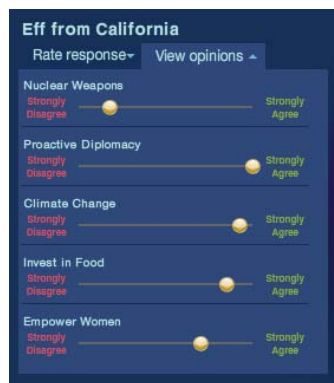 Eff from California
Rate response View opinions
Nuclear Weapons
Strongly Disagree Strongly Agree
Proactive Diplomacy
Strongly Disagree Strongly Agree
Climate Change
Strongly Disagree Strongly Agree
Invest in Food
Strongly Disagree Strongly Agree
Empower Women
Strongly Disagree Strongly Agree